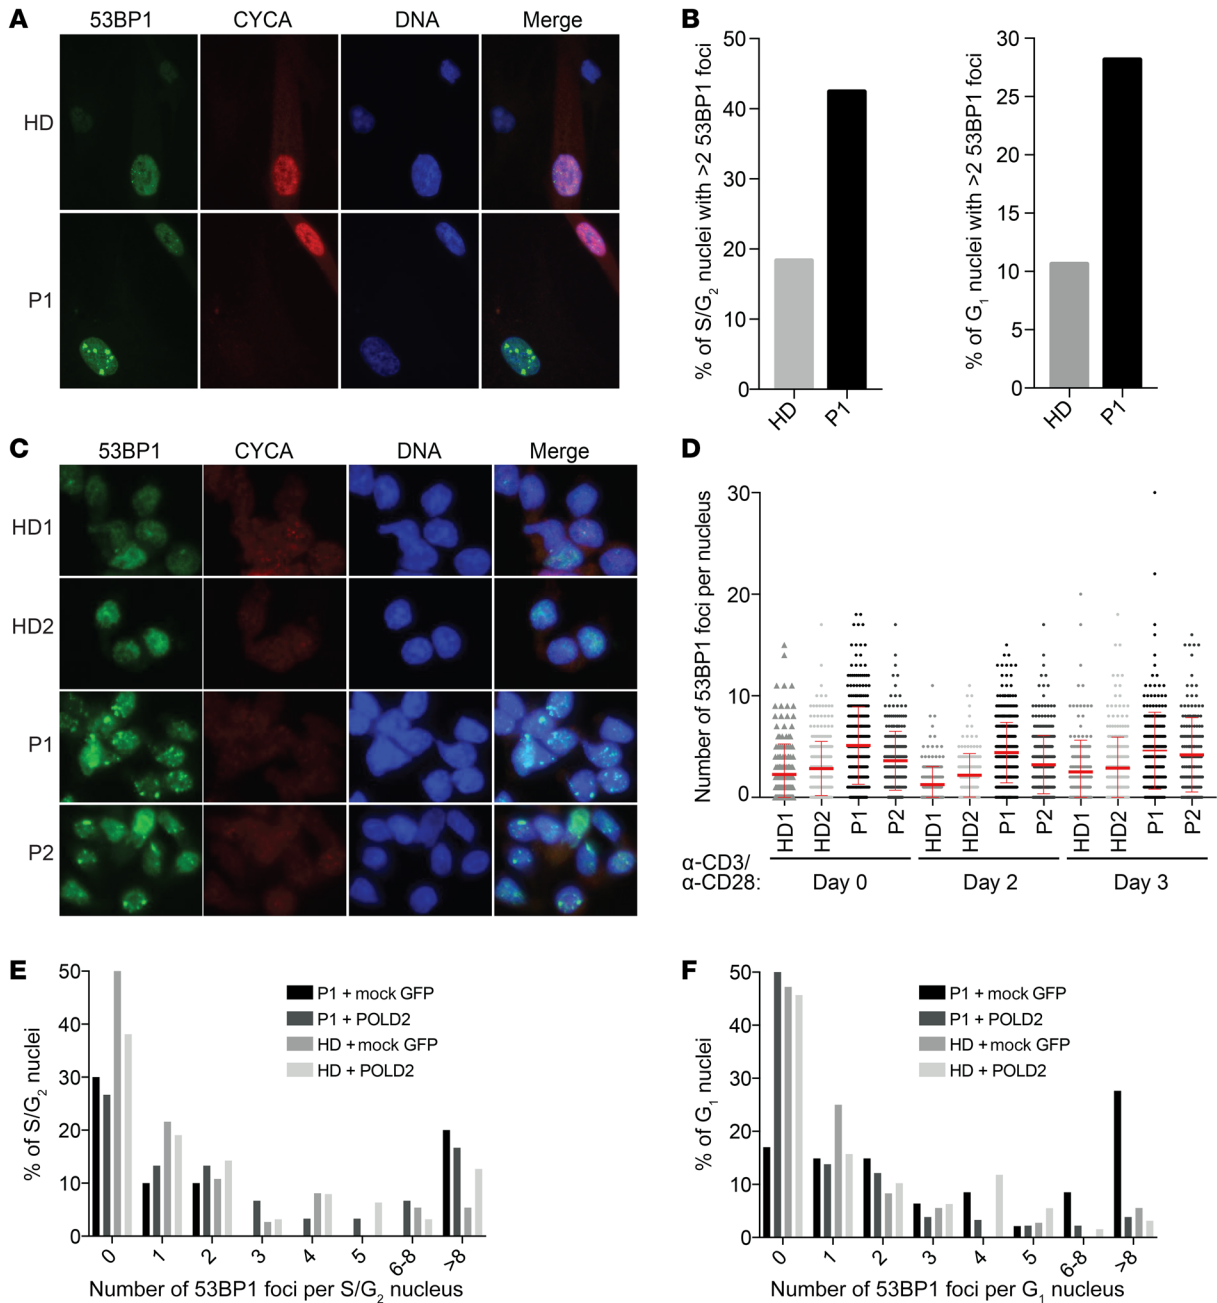 A
53BP1 CYCA DNA Merge
HD
P1
B
% of S/G2 nuclei with >2 53BP1 foci
50
40
30
20
10
0
HD P1
% of G1 nuclei with >2 53BP1 foci
30
25
20
15
10
5
0
HD P1
C
53BP1 CYCA DNA Merge
HD1
HD2
P1
P2
D
Number of 53BP1 foci per nucleus
30
20
10
0
HD1 HD2 P1 P2 HD1 HD2 P1 P2 HD1 HD2 P1 P2
α-CD3/
α-CD28: Day 0 Day 2 Day 3
E
% of S/G2 nuclei
50
40
30
20
10
0
P1 + mock GFP
P1 + POLD2
HD + mock GFP
HD + POLD2
0 1 2 3 4 5 6-8 >8
Number of 53BP1 foci per S/G2 nucleus
F
% of G1 nuclei
50
40
30
20
10
0
P1 + mock GFP
P1 + POLD2
HD + mock GFP
HD + POLD2
0 1 2 3 4 5 6-8 >8
Number of 53BP1 foci per G1 nucleus